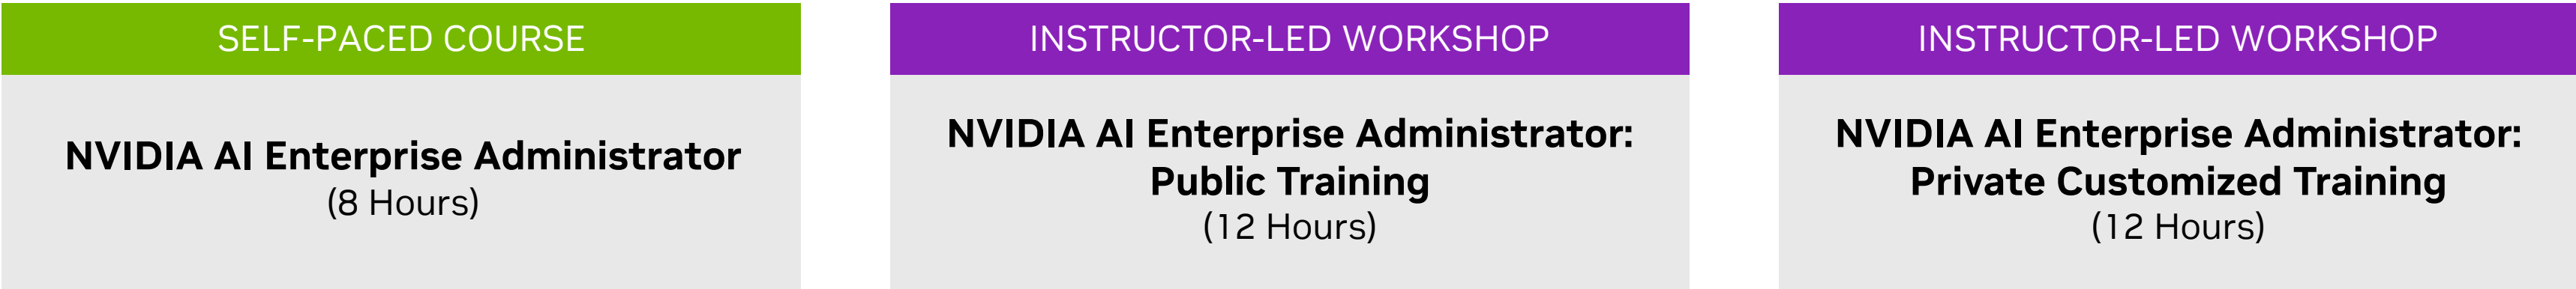 SELF-PACED COURSE
NVIDIA AI Enterprise Administrator
(8 Hours)
INSTRUCTOR-LED WORKSHOP
NVIDIA AI Enterprise Administrator:
Public Training
(12 Hours)
INSTRUCTOR-LED WORKSHOP
NVIDIA AI Enterprise Administrator:
Private Customized Training
(12 Hours)